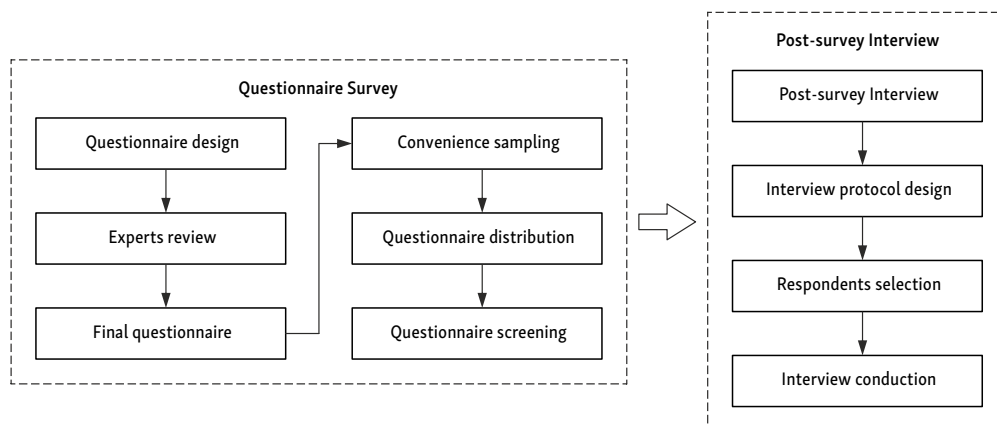 Questionnaire Survey
Questionnaire design
Experts review
Final questionnaire
Convenience sampling
Questionnaire distribution
Questionnaire screening
Post-survey Interview
Post-survey Interview
Interview protocol design
Respondents selection
Interview conduction